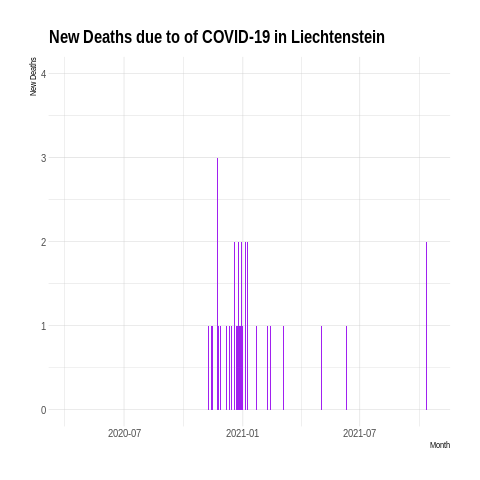 New Deaths due to of COVID-19 in Liechtenstein
New Deaths
4
3
2
1
0
2020-07
2021-01
2021-07
Month